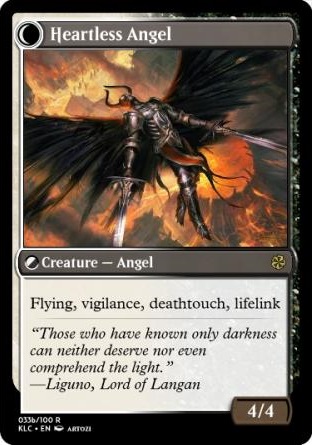 Heartless Angel
Creature — Angel
Flying, vigilance, deathtouch, lifelink
“Those who have known only darkness
can neither deserve nor even
comprehend the light.”
—Liguno, Lord of Langan
4/4
033b/100 R
KLC • EN ARTOZI